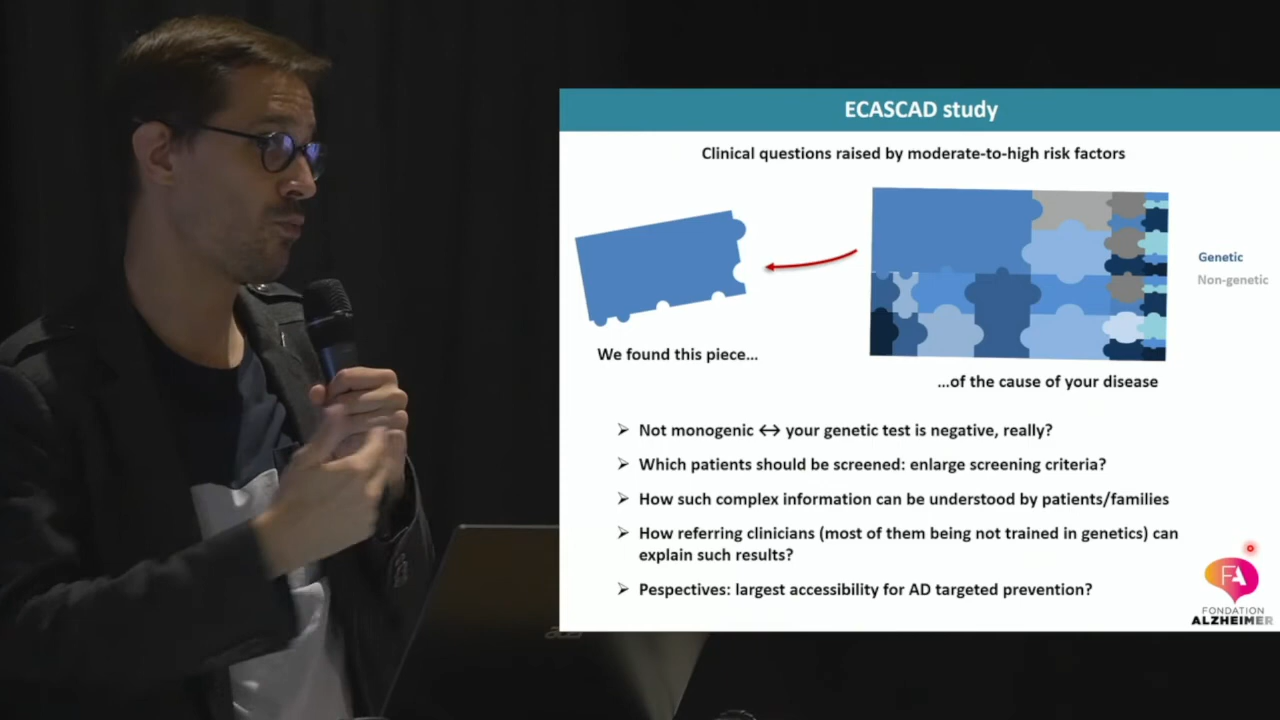 ECASCAD study
Clinical questions raised by moderate-to-high risk factors
Genetic
Non-genetic
We found this piece...
...of the cause of your disease
➢ Not monogenic ↔ your genetic test is negative, really?
➢ Which patients should be screened: enlarge screening criteria?
➢ How such complex information can be understood by patients/families
➢ How referring clinicians (most of them being not trained in genetics) can
explain such results?
➢ Pespectives: largest accessibility for AD targeted prevention?
FA
FONDATION
ALZHEIMER
acer